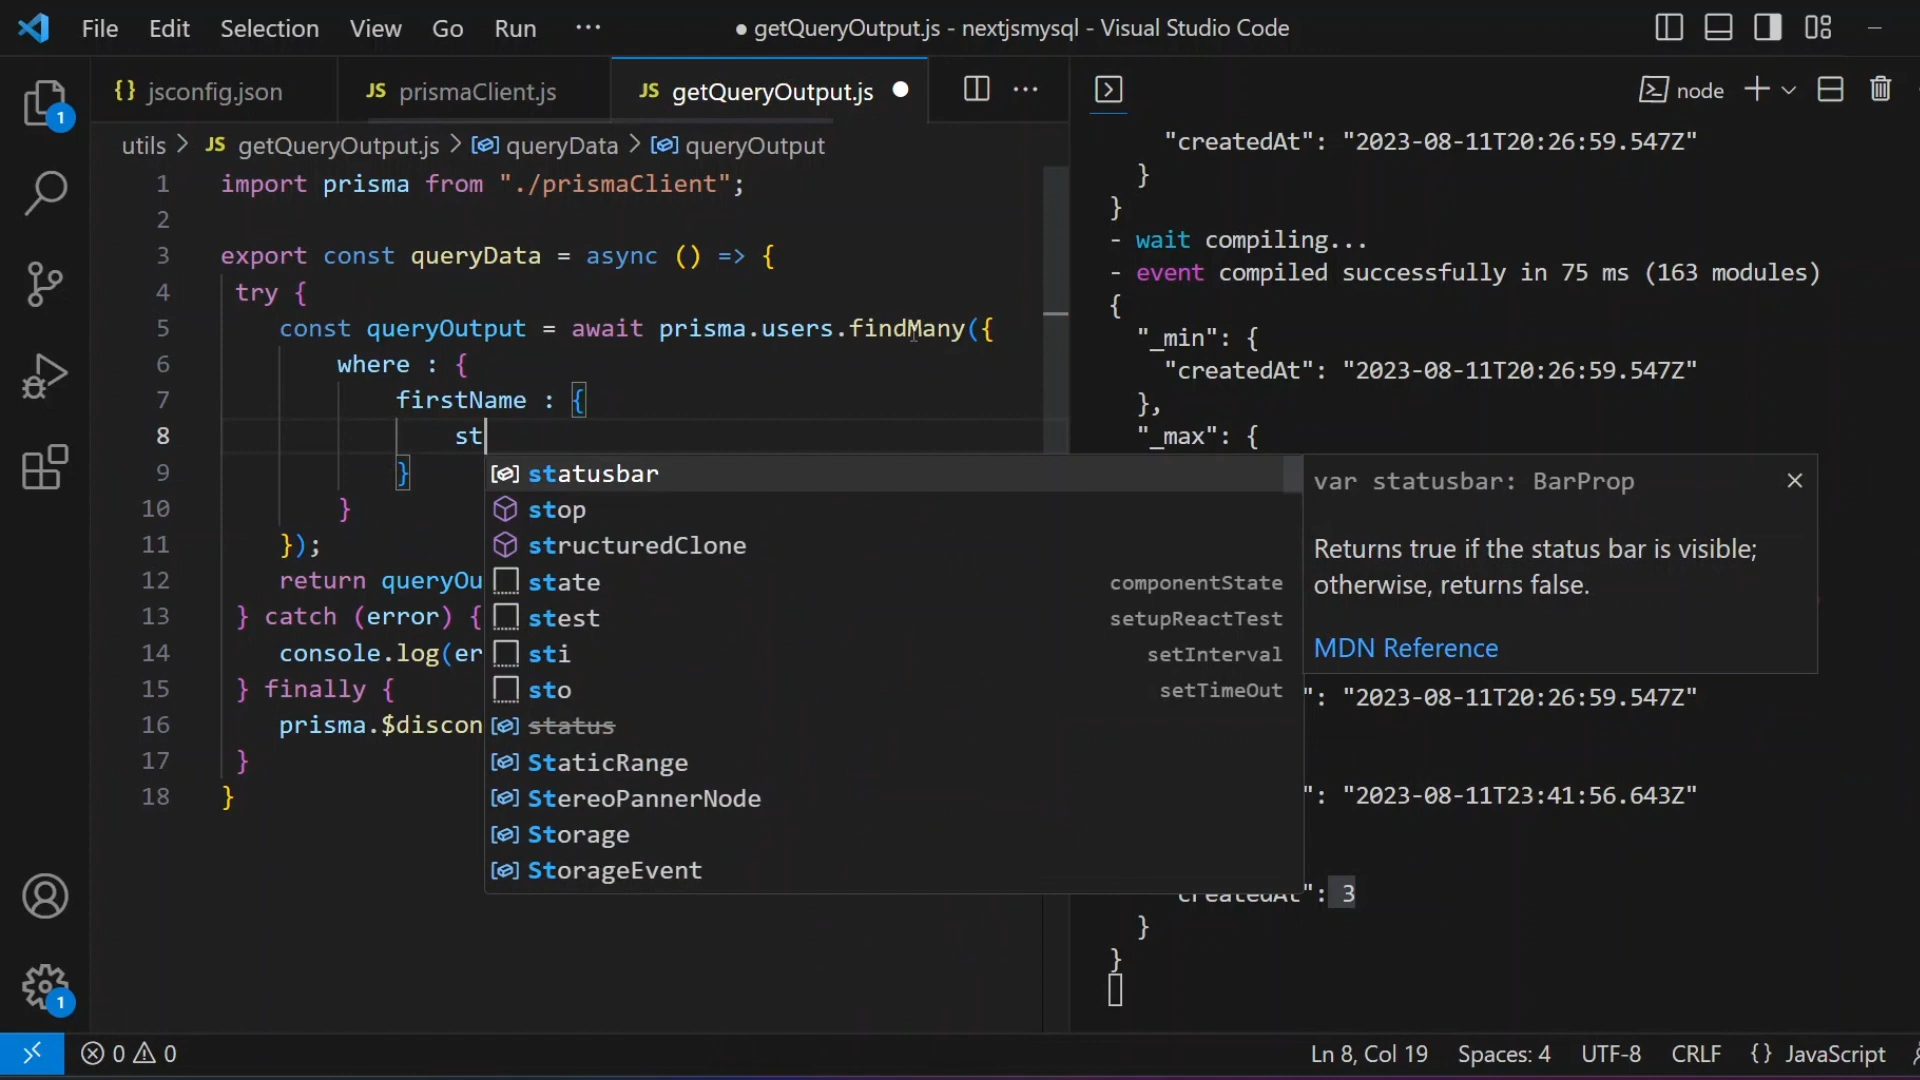 File Edit Selection View Go Run ··· ● getQueryOutput.js - nextjsmysql - Visual Studio Code
{} jsconfig.json JS prismaClient.js JS getQueryOutput.js ●
node
utils > JS getQueryOutput.js > queryData > queryOutput
1 import prisma from "./prismaClient";
2
3 export const queryData = async () => {
4 try {
5 const queryOutput = await prisma.users.findMany({
6 where : {
7 firstName : {
8 st
9 }
10 }
11 });
12 return queryOu
13 } catch (error) {
14 console.log(er
15 } finally {
16 prisma.$discon
17 }
18 }
statusbar
stop
structuredClone
state componentState
stest setupReactTest
sti setInterval
sto setTimeOut
status
StaticRange
StereoPannerNode
Storage
StorageEvent
var statusbar: BarProp
Returns true if the status bar is visible;
otherwise, returns false.
MDN Reference
"createdAt": "2023-08-11T20:26:59.547Z"
}
}
- wait compiling...
- event compiled successfully in 75 ms (163 modules)
{
"_min": {
"createdAt": "2023-08-11T20:26:59.547Z"
},
"_max": {
": "2023-08-11T20:26:59.547Z"
": "2023-08-11T23:41:56.643Z"
createdAt": 3
}
}
1
1
0 0 Ln 8, Col 19 Spaces: 4 UTF-8 CRLF {} JavaScript